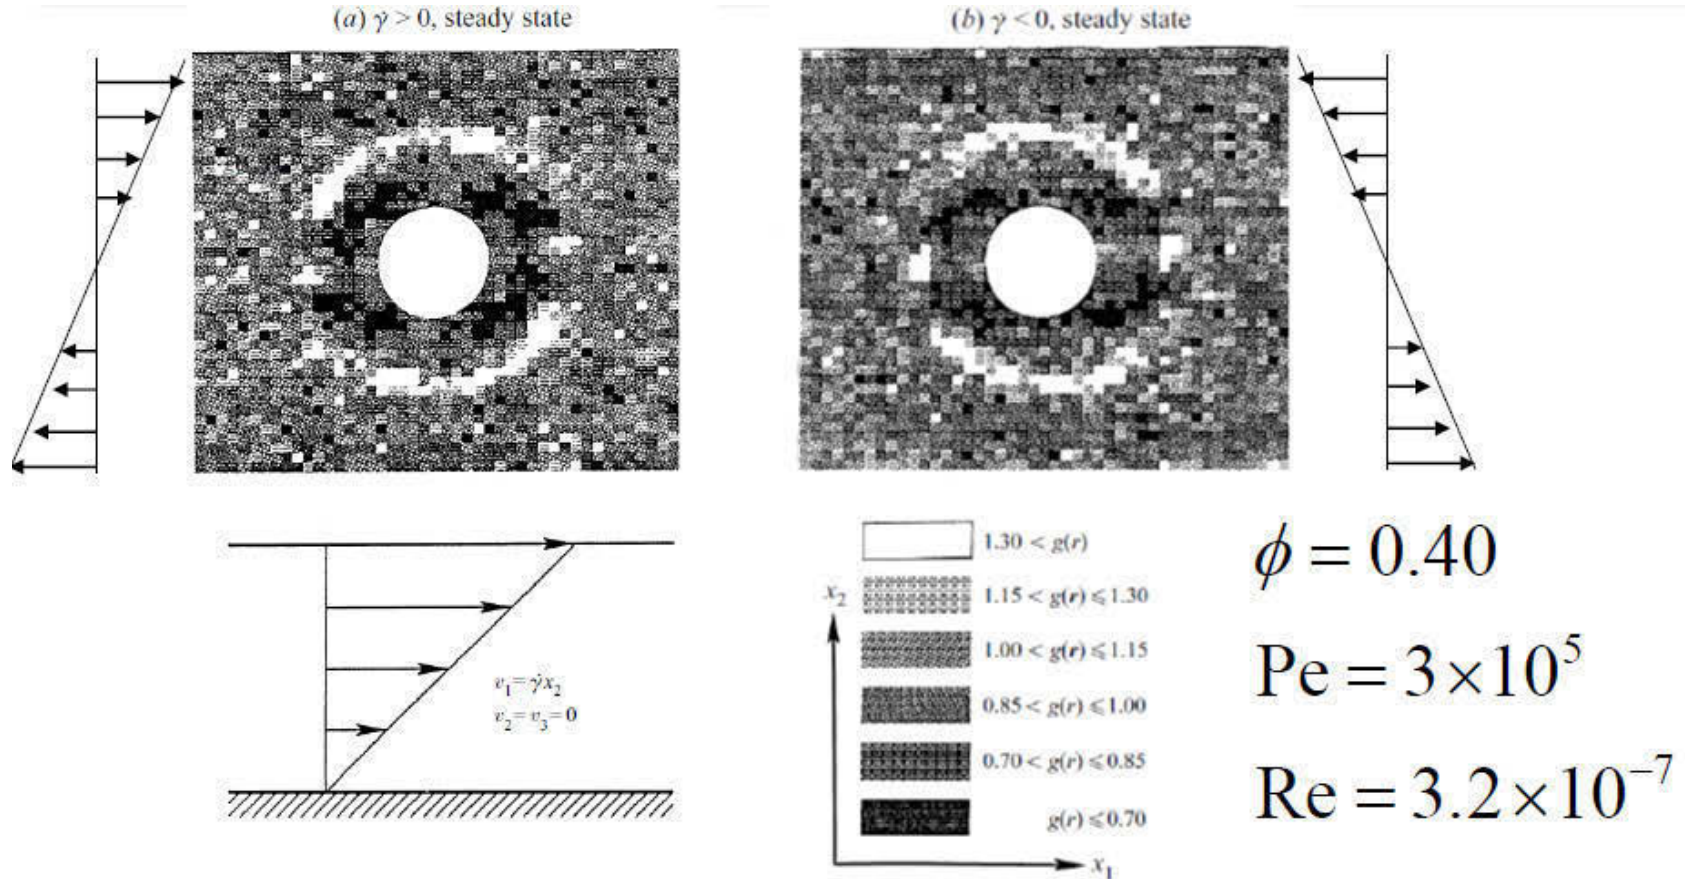 (a) γ̇ > 0, steady state
(b) γ̇ < 0, steady state
v₁ = γ̇x₂
v₂ = v₃ = 0
x₂
1.30 < g(r)
1.15 < g(r) ⩽ 1.30
1.00 < g(r) ⩽ 1.15
0.85 < g(r) ⩽ 1.00
0.70 < g(r) ⩽ 0.85
g(r) ⩽ 0.70
x₁
ϕ = 0.40
Pe = 3×10⁵
Re = 3.2×10⁻⁷